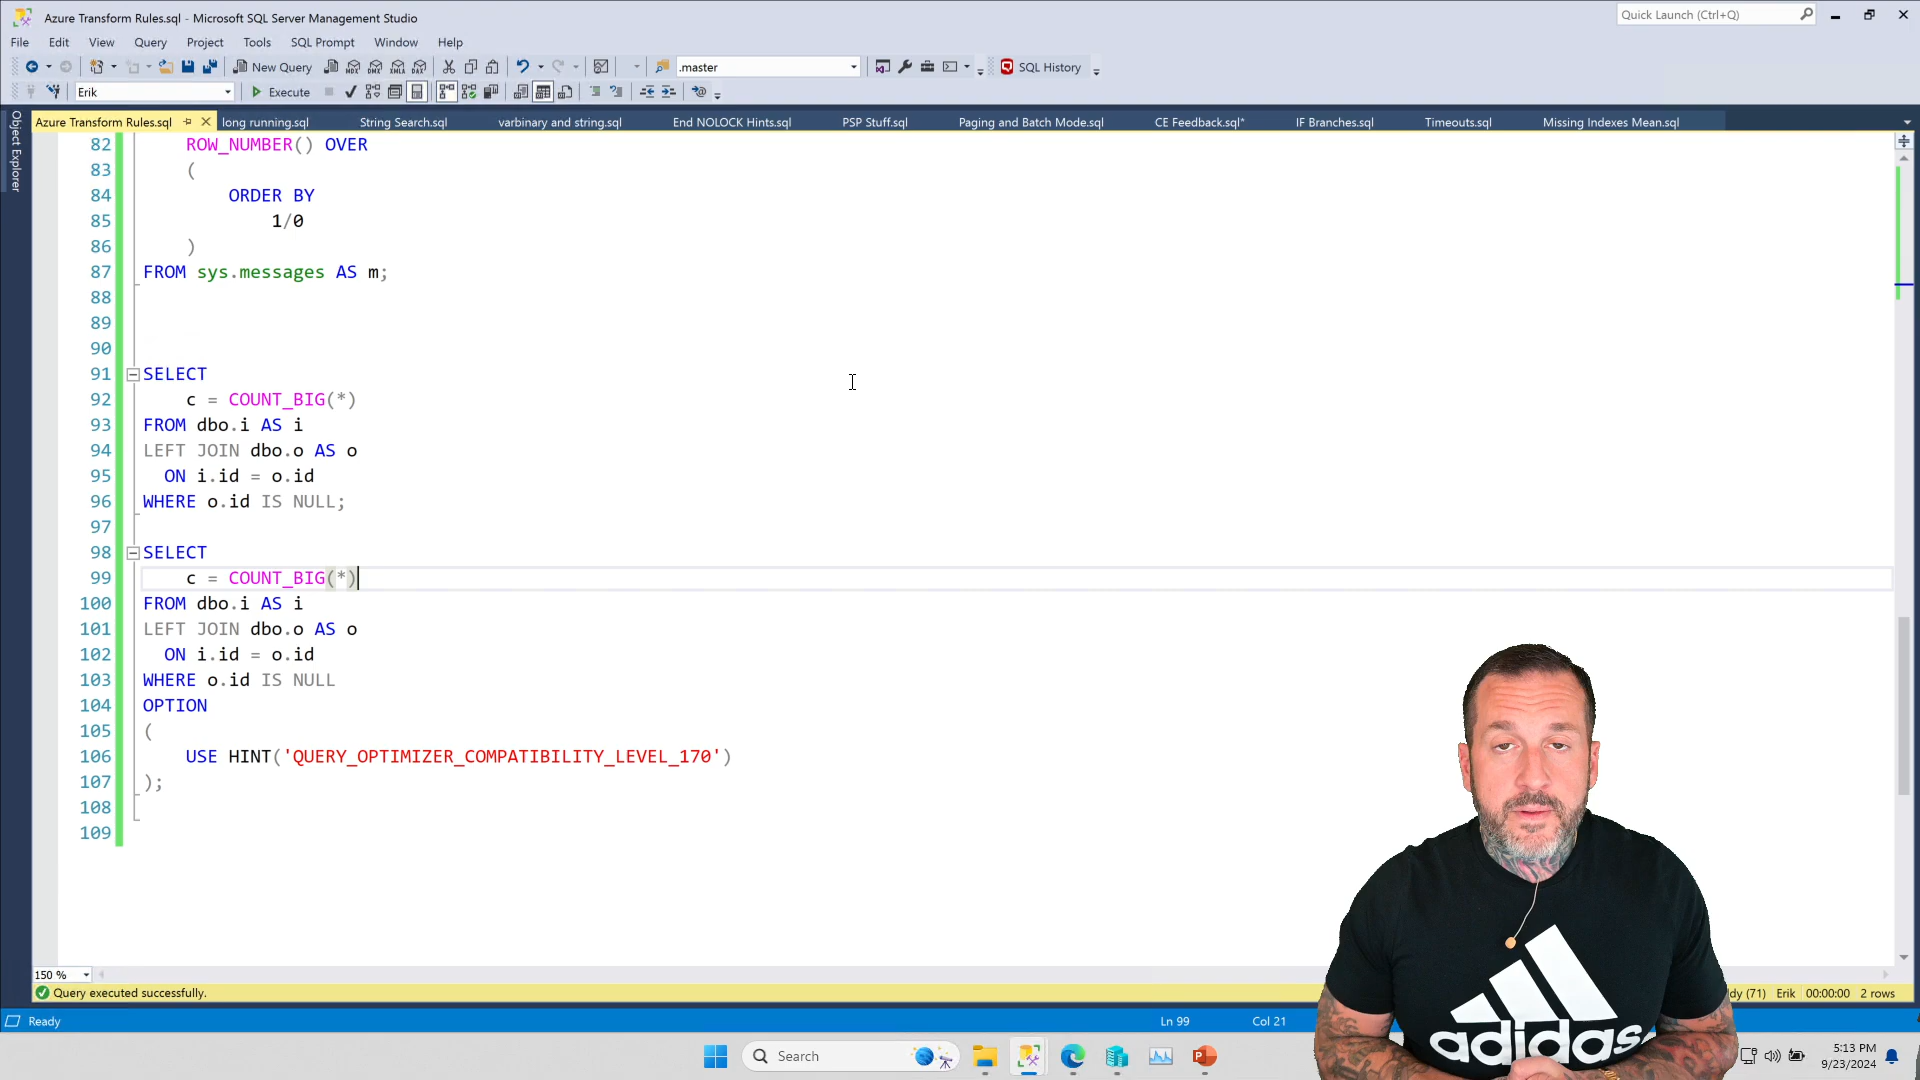 Azure Transform Rules.sql - Microsoft SQL Server Management Studio
Quick Launch (Ctrl+Q)
File Edit View Query Project Tools SQL Prompt Window Help
New Query
.master
SQL History
Erik
Execute
Azure Transform Rules.sql long running.sql String Search.sql varbinary and string.sql End NOLOCK Hints.sql PSP Stuff.sql Paging and Batch Mode.sql CE Feedback.sql* IF Branches.sql Timeouts.sql Missing Indexes Mean.sql
Object Explorer
82 ROW_NUMBER() OVER
83 (
84 ORDER BY
85 1/0
86 )
87 FROM sys.messages AS m;
88
89
90
91 SELECT
92 c = COUNT_BIG(*)
93 FROM dbo.i AS i
94 LEFT JOIN dbo.o AS o
95 ON i.id = o.id
96 WHERE o.id IS NULL;
97
98 SELECT
99 c = COUNT_BIG(*)
100 FROM dbo.i AS i
101 LEFT JOIN dbo.o AS o
102 ON i.id = o.id
103 WHERE o.id IS NULL
104 OPTION
105 (
106 USE HINT('QUERY_OPTIMIZER_COMPATIBILITY_LEVEL_170')
107 );
108
109
150 %
Query executed successfully.
(71) Erik 00:00:00 2 rows
Ready
Ln 99 Col 21
Search
5:13 PM
9/23/2024
adidas